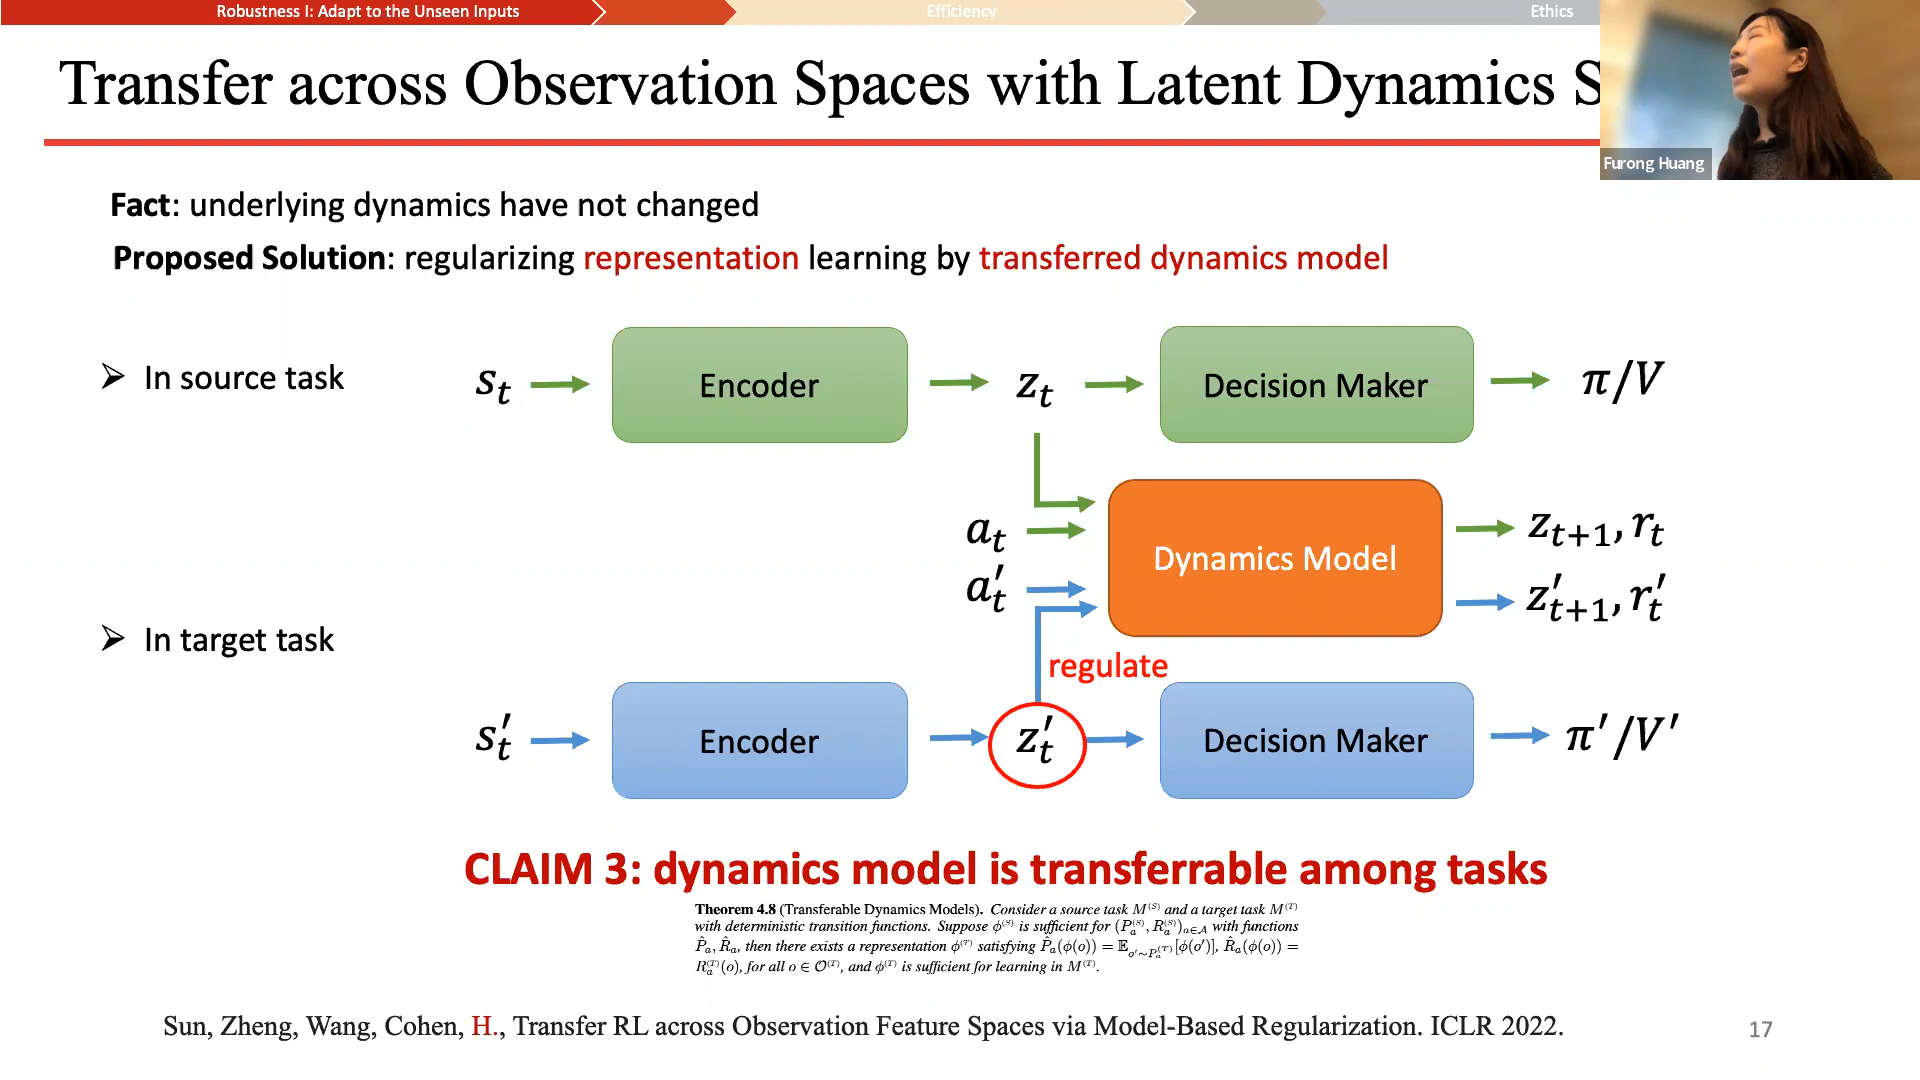 Robustness I: Adapt to the Unseen Inputs
Efficiency
Ethics
Transfer across Observation Spaces with Latent Dynamics S
Furong Huang
Fact: underlying dynamics have not changed
Proposed Solution: regularizing representation learning by transferred dynamics model
➢ In source task
s_t
Encoder
z_t
Decision Maker
π/V
a_t
a'_t
Dynamics Model
z_{t+1}, r_t
z'_{t+1}, r'_t
➢ In target task
regulate
s'_t
Encoder
z'_t
Decision Maker
π'/V'
CLAIM 3: dynamics model is transferrable among tasks
Theorem 4.8 (Transferable Dynamics Models). Consider a source task M^{(S)} and a target task M^{(T)}
with deterministic transition functions. Suppose ϕ^{(S)} is sufficient for (P_a^{(S)}, R_a^{(S)})_{a∈A} with functions
P̂_a, R̂_a, then there exists a representation ϕ^{(T)} satisfying P̂_a(ϕ(o)) = 𝔼_{o'∼P_a^{(T)}}[ϕ(o')], R̂_a(ϕ(o)) =
R_a^{(T)}(o), for all o ∈ O^{(T)}, and ϕ^{(T)} is sufficient for learning in M^{(T)}.
Sun, Zheng, Wang, Cohen, H., Transfer RL across Observation Feature Spaces via Model-Based Regularization. ICLR 2022.
17